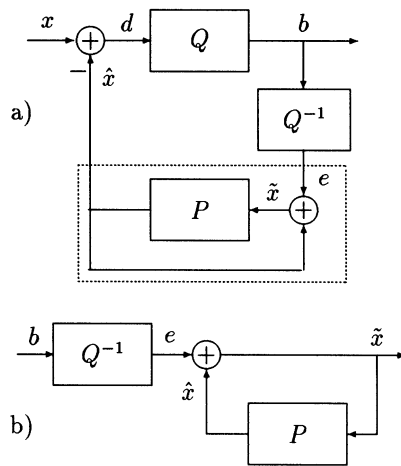 x d Q b
− x̂
a) Q⁻¹
e
P x̃ +
b Q⁻¹ e + x̃
x̂
b) P